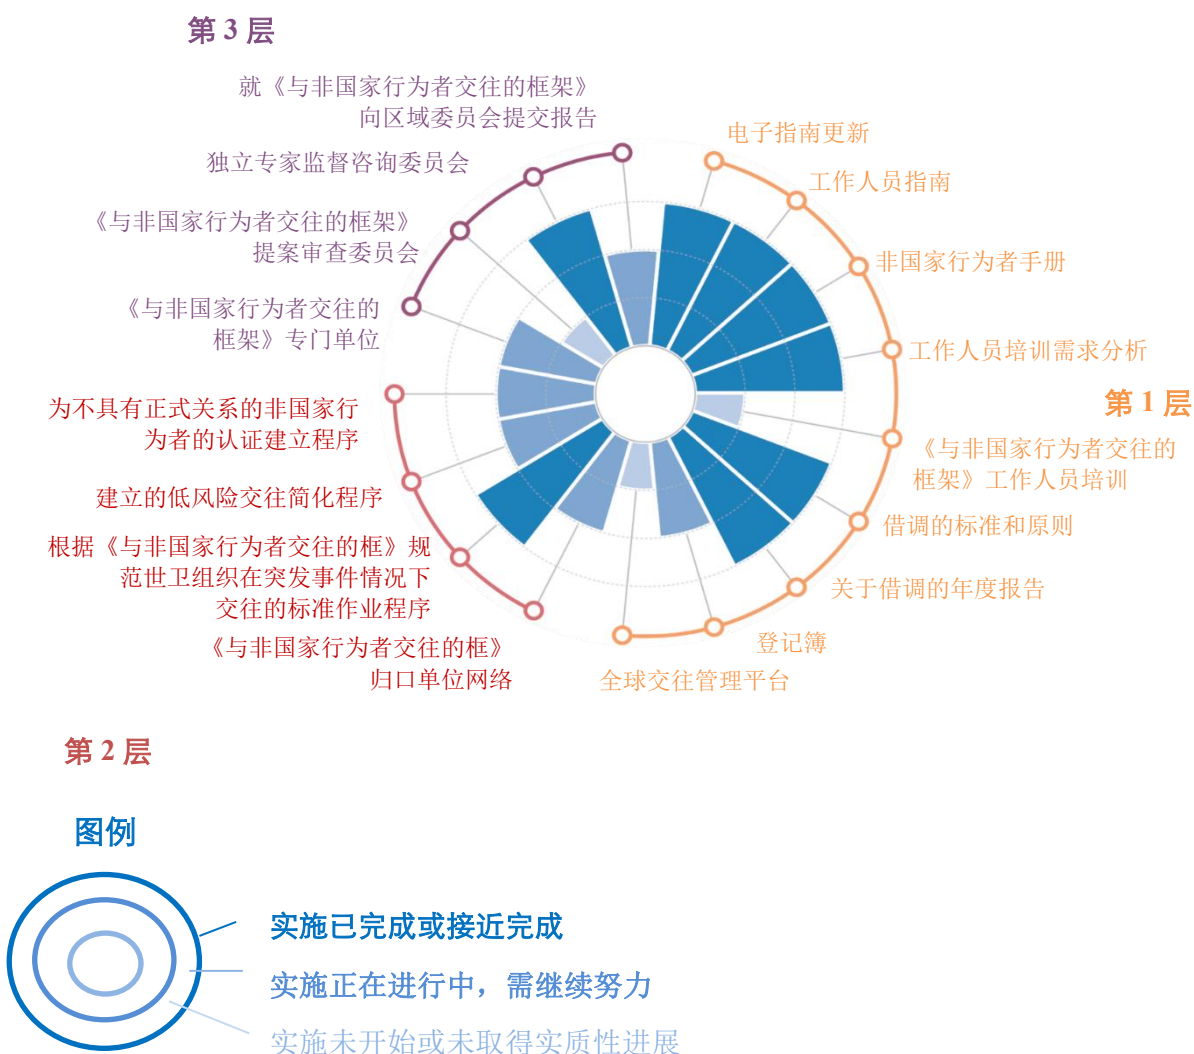 第 3 层
就《与非国家行为者交往的框架》
向区域委员会提交报告
独立专家监督咨询委员会
《与非国家行为者交往的框架》
提案审查委员会
《与非国家行为者交往的
框架》专门单位
电子指南更新
工作人员指南
非国家行为者手册
工作人员培训需求分析
第 1 层
《与非国家行为者交往的
框架》工作人员培训
借调的标准和原则
关于借调的年度报告
登记簿
全球交往管理平台
为不具有正式关系的非国家行
为者的认证建立程序
建立的低风险交往简化程序
根据《与非国家行为者交往的框》规
范世卫组织在突发事件情况下
交往的标准作业程序
《与非国家行为者交往的框》
归口单位网络
第 2 层
图例
实施已完成或接近完成
实施正在进行中，需继续努力
实施未开始或未取得实质性进展